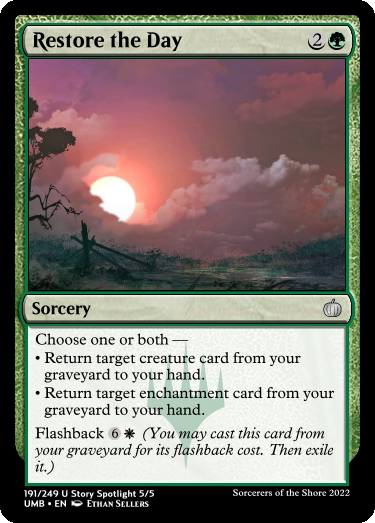 Restore the Day 2
Sorcery
Choose one or both —
• Return target creature card from your
graveyard to your hand.
• Return target enchantment card from your
graveyard to your hand.
Flashback 6 (You may cast this card from
your graveyard for its flashback cost. Then exile
it.)
191/249 U Story Spotlight 5/5
Sorcerers of the Shore 2022
UMB • EN Ethan Sellers